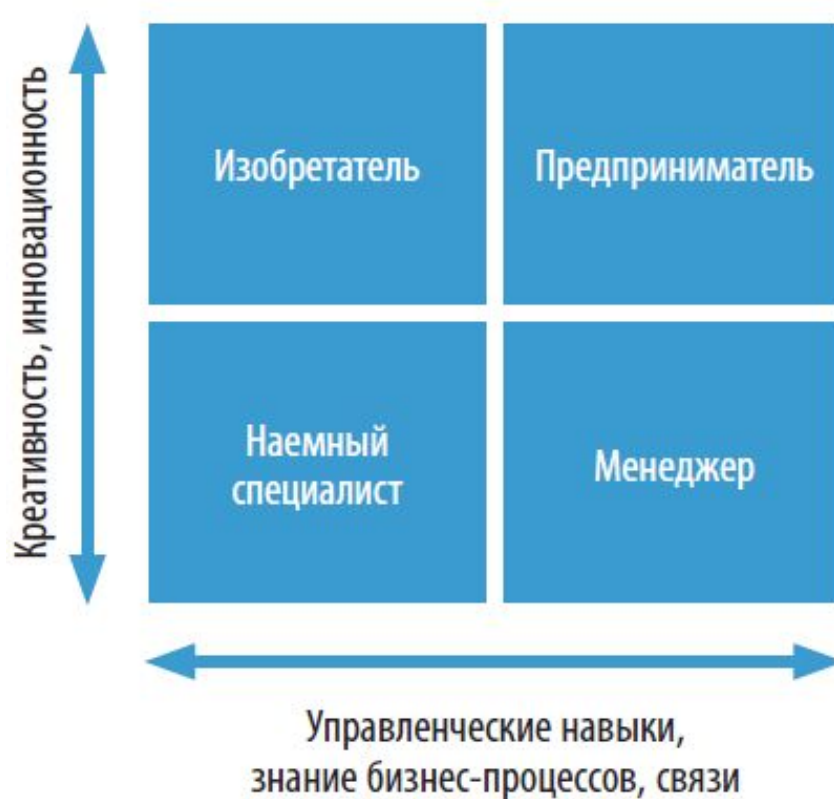 Креативность, инновационность
Изобретатель
Предприниматель
Наемный
специалист
Менеджер
Управленческие навыки,
знание бизнес-процессов, связи